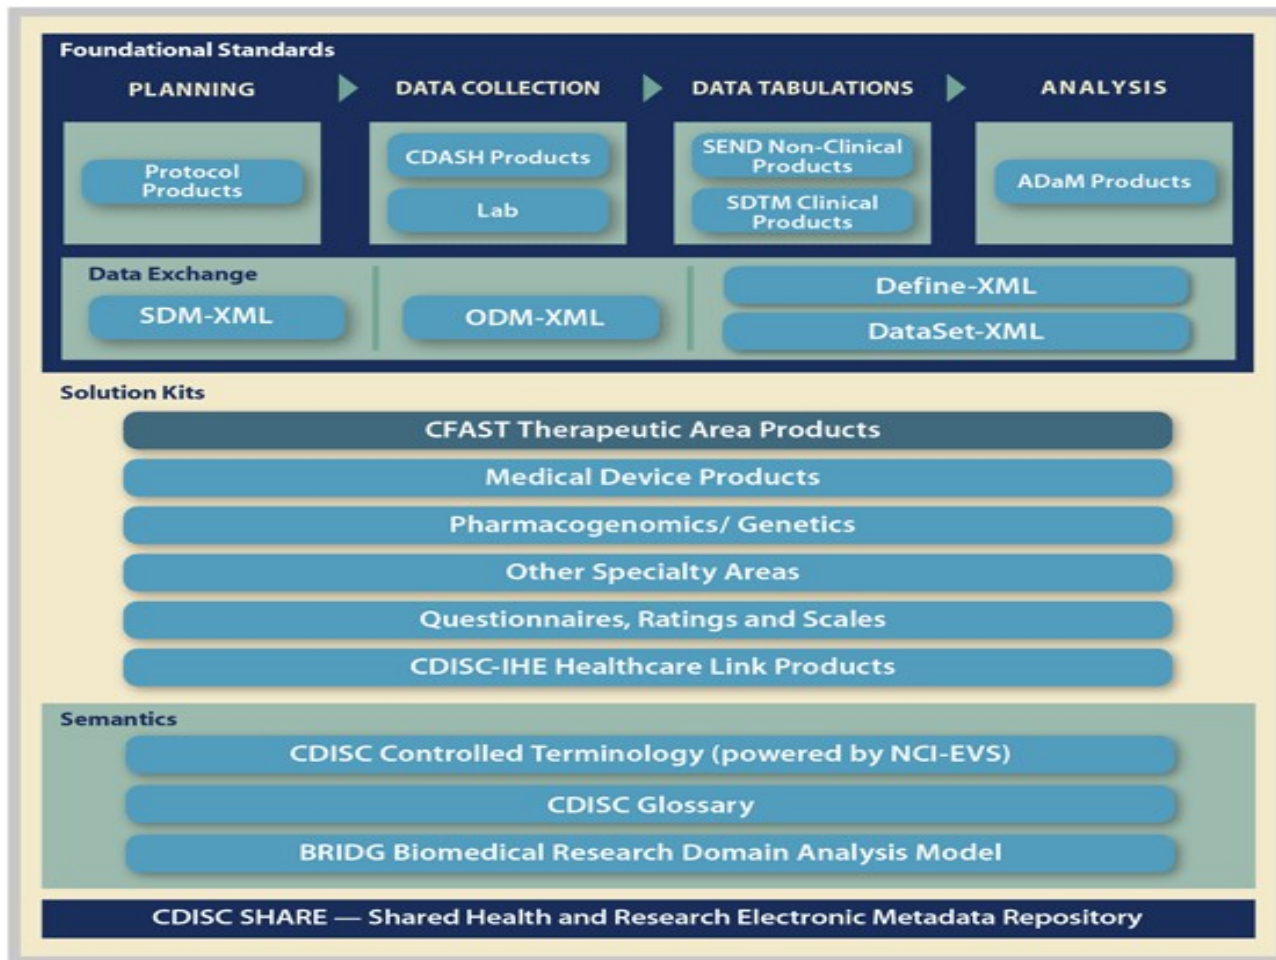 Foundational Standards
PLANNING
DATA COLLECTION
DATA TABULATIONS
ANALYSIS
Protocol
Products
CDASH Products
Lab
SEND Non-Clinical
Products
SDTM Clinical
Products
ADaM Products
Data Exchange
SDM-XML
ODM-XML
Define-XML
DataSet-XML
Solution Kits
CFAST Therapeutic Area Products
Medical Device Products
Pharmacogenomics/ Genetics
Other Specialty Areas
Questionnaires, Ratings and Scales
CDISC-IHE Healthcare Link Products
Semantics
CDISC Controlled Terminology (powered by NCI-EVS)
CDISC Glossary
BRIDG Biomedical Research Domain Analysis Model
CDISC SHARE — Shared Health and Research Electronic Metadata Repository